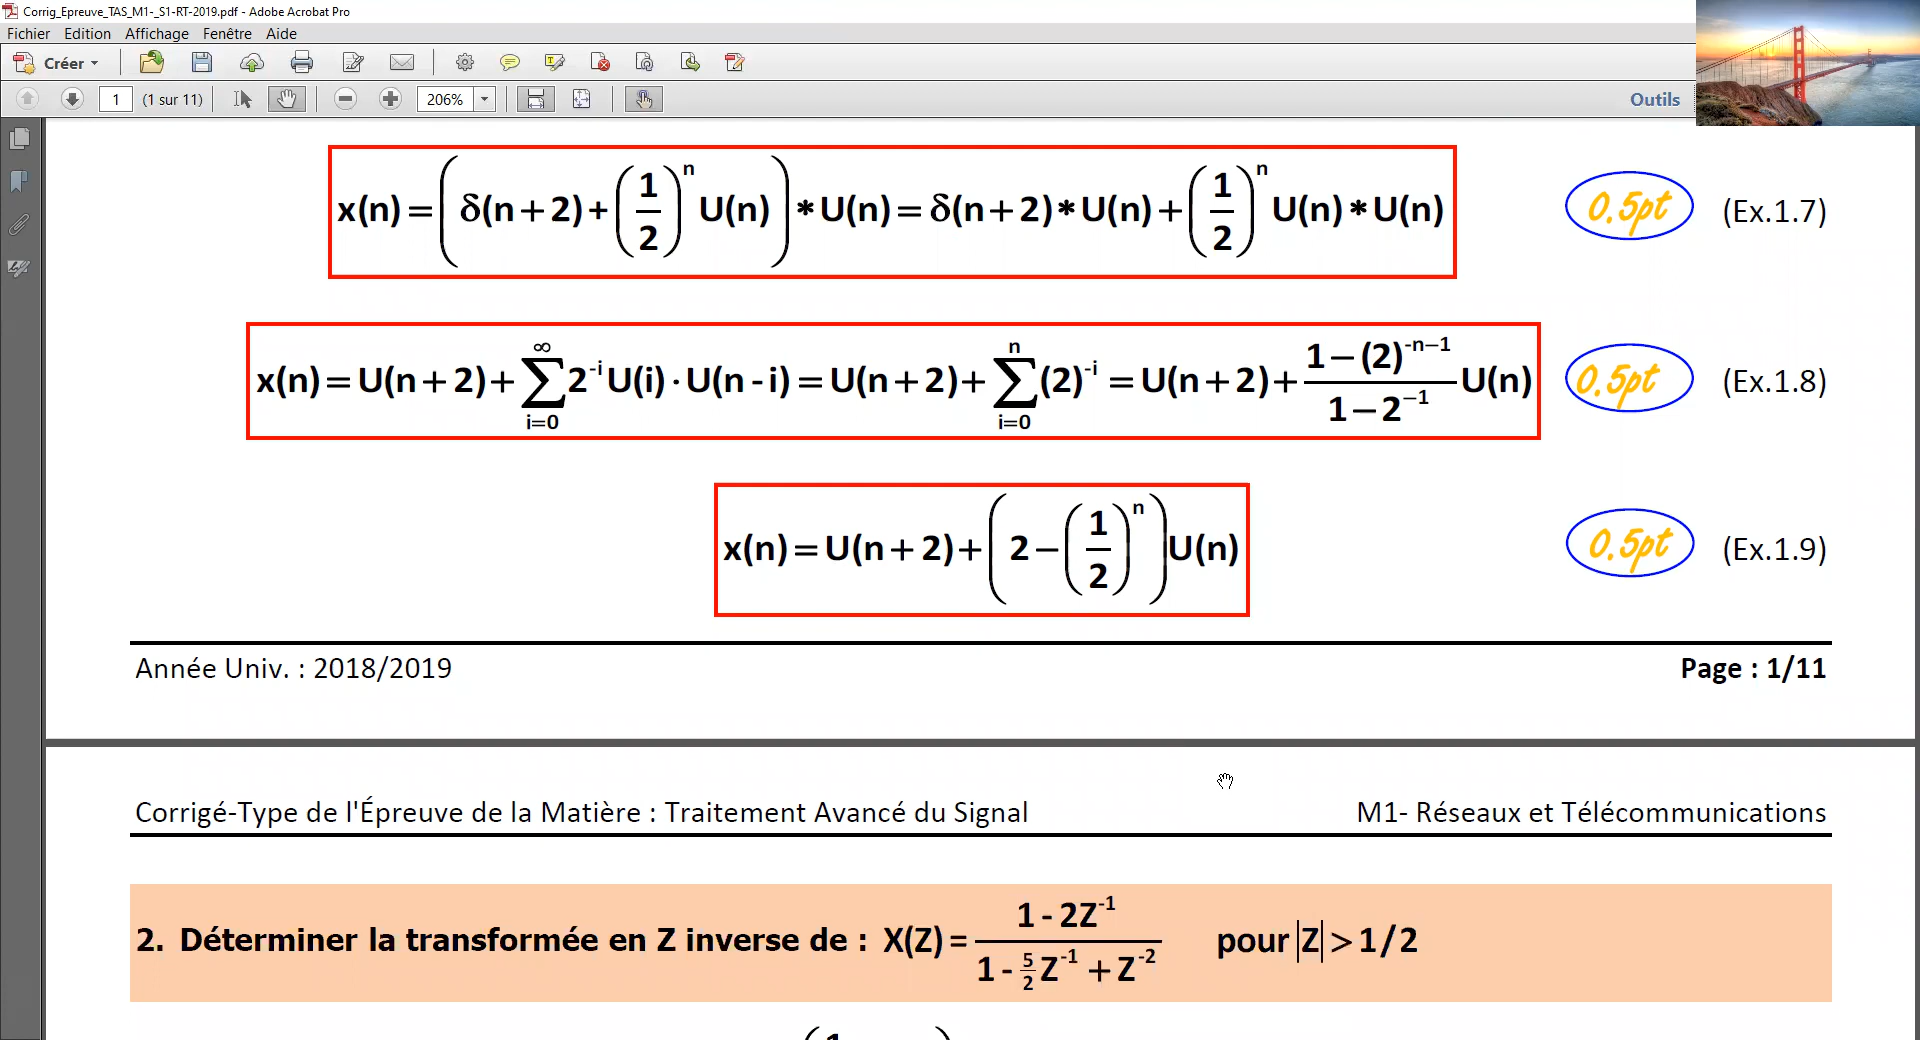 Corrig_Epreuve_TAS_M1-_S1-RT-2019.pdf - Adobe Acrobat Pro
Fichier Edition Affichage Fenêtre Aide
Créer
1 (1 sur 11) 206% Outils
x(n) = ( δ(n+2) + (1/2)^n U(n) ) * U(n) = δ(n+2) * U(n) + (1/2)^n U(n) * U(n) 0.5pt (Ex.1.7)
x(n) = U(n+2) + ∑_{i=0}^{∞} 2^{-i} U(i)·U(n-i) = U(n+2) + ∑_{i=0}^{n} (2)^{-i} = U(n+2) + (1-(2)^{-n-1})/(1-2^{-1}) U(n) 0.5pt (Ex.1.8)
x(n) = U(n+2) + ( 2 - (1/2)^n ) U(n) 0.5pt (Ex.1.9)
Année Univ. : 2018/2019 Page : 1/11
Corrigé-Type de l'Épreuve de la Matière : Traitement Avancé du Signal M1- Réseaux et Télécommunications
2. Déterminer la transformée en Z inverse de : X(Z) = (1 - 2Z^{-1})/(1 - 5/2 Z^{-1} + Z^{-2}) pour |Z| > 1/2